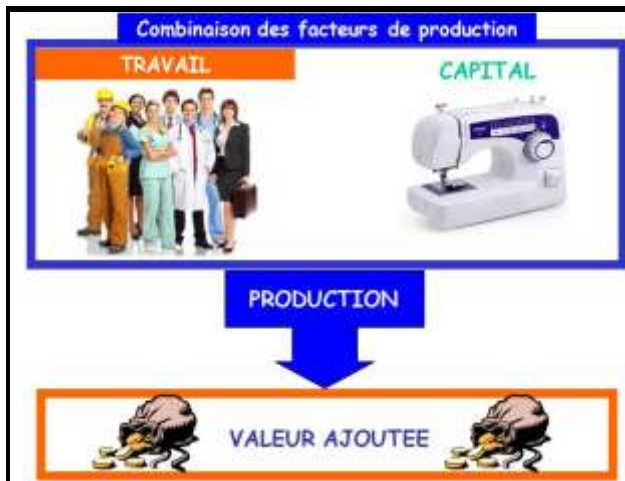 Combinaison des facteurs de production
TRAVAIL
CAPITAL
PRODUCTION
VALEUR AJOUTEE